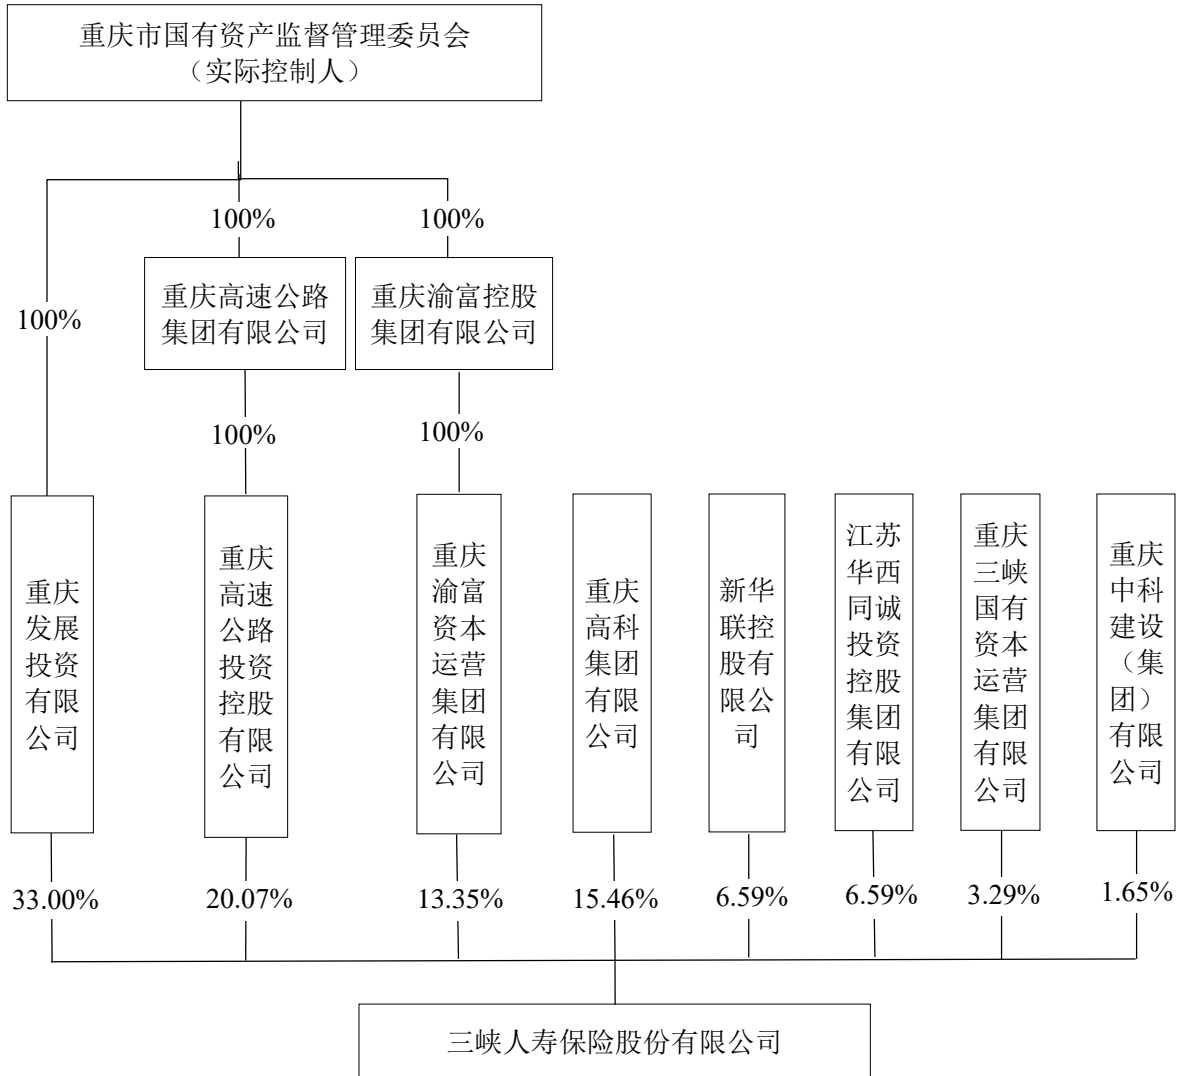 重庆市国有资产监督管理委员会
（实际控制人）
100%
100%
100%
重庆高速公路
集团有限公司
重庆渝富控股
集团有限公司
100%
100%
重庆
发展
投资
有限
公司
重庆
高速
公路
投资
控股
有限
公司
重庆
渝富
资本
运营
集团
有限
公司
重庆
高科
集团
有限
公司
新华
联控
股有
限公
司
江苏
华西
同诚
投资
控股
集团
有限
公司
重庆
三峡
国有
资本
运营
集团
有限
公司
重庆
中科
建设
（集
团）
有限
公司
33.00%
20.07%
13.35%
15.46%
6.59%
6.59%
3.29%
1.65%
三峡人寿保险股份有限公司